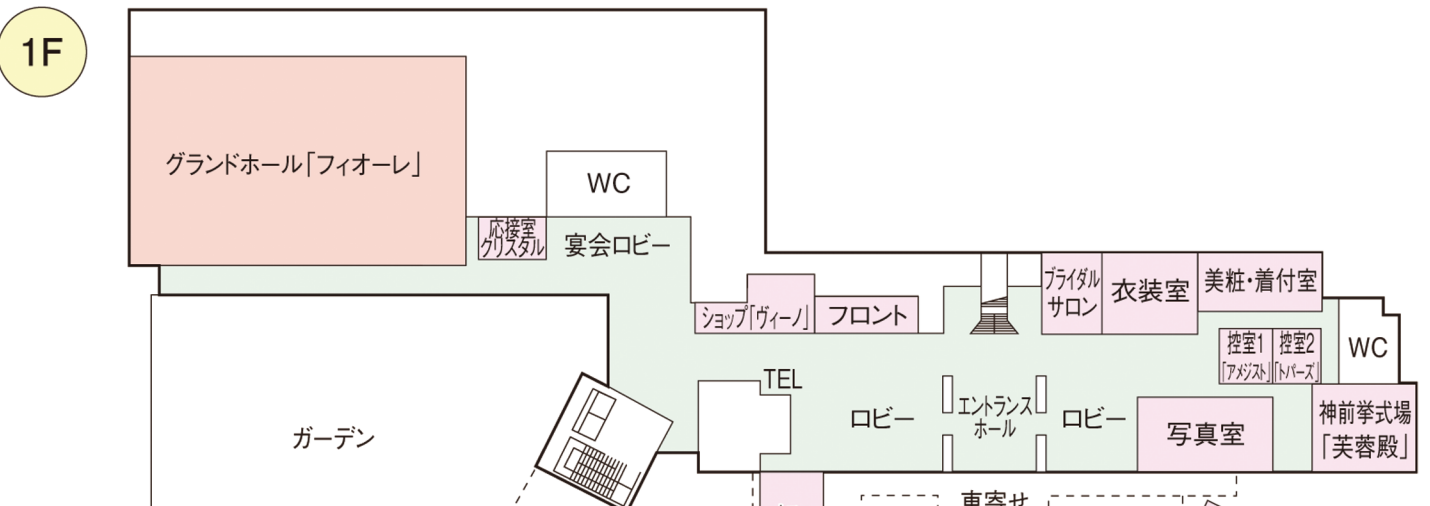 1F
グランドホール「フィオーレ」
WC
応接室
クリスタル
宴会ロビー
ショップ「ヴィーノ」
フロント
ブライダル
サロン
衣装室
美粧・着付室
控室1
「アメジスト」
控室2
「トパーズ」
WC
TEL
ロビー
エントランス
ホール
ロビー
写真室
神前挙式場
「芙蓉殿」
ガーデン
車寄せ